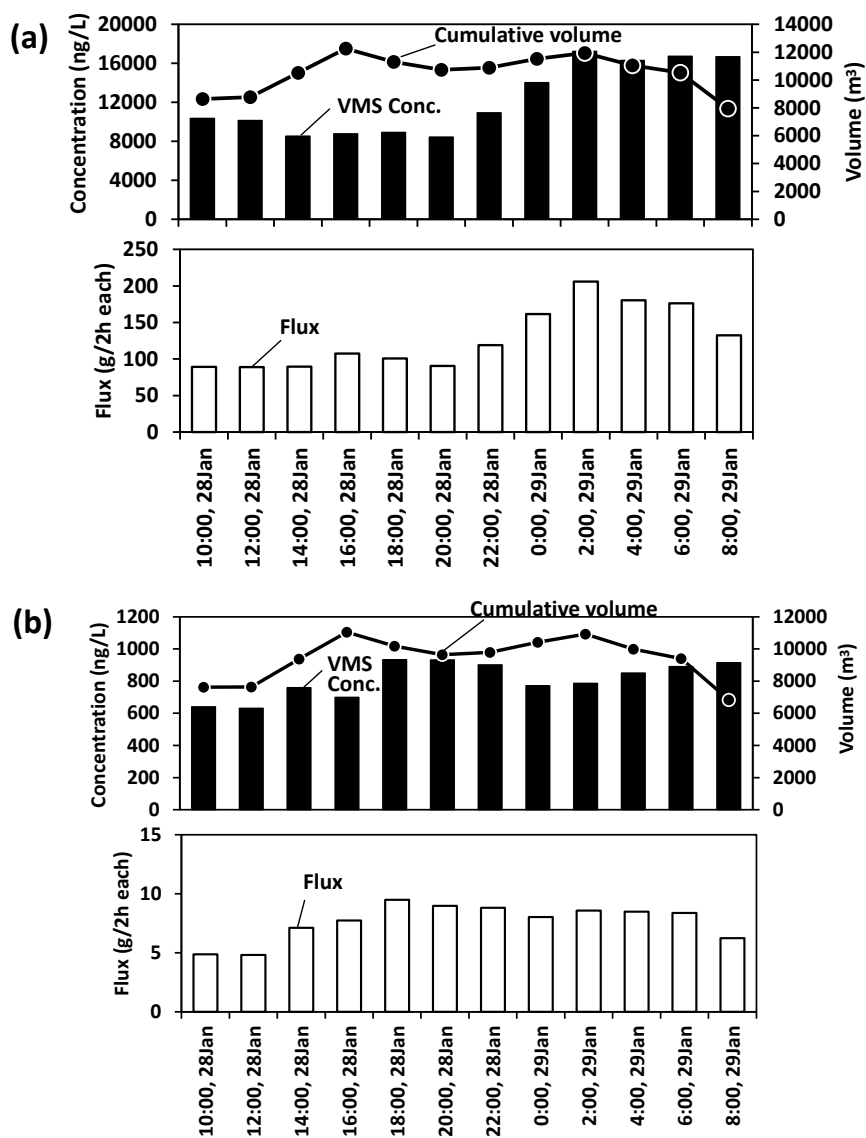 (a)
Concentration (ng/L)
20000
16000
12000
8000
4000
0
Cumulative volume
VMS Conc.
14000
12000
10000
8000
6000
4000
2000
0
Volume (m³)
Flux (g/2h each)
250
200
150
100
50
0
Flux
10:00, 28Jan
12:00, 28Jan
14:00, 28Jan
16:00, 28Jan
18:00, 28Jan
20:00, 28Jan
22:00, 28Jan
0:00, 29Jan
2:00, 29Jan
4:00, 29Jan
6:00, 29Jan
8:00, 29Jan
(b)
Concentration (ng/L)
1200
1000
800
600
400
200
0
Cumulative volume
VMS
Conc.
12000
10000
8000
6000
4000
2000
0
Volume (m³)
Flux (g/2h each)
15
10
5
0
Flux
10:00, 28Jan
12:00, 28Jan
14:00, 28Jan
16:00, 28Jan
18:00, 28Jan
20:00, 28Jan
22:00, 28Jan
0:00, 29Jan
2:00, 29Jan
4:00, 29Jan
6:00, 29Jan
8:00, 29Jan